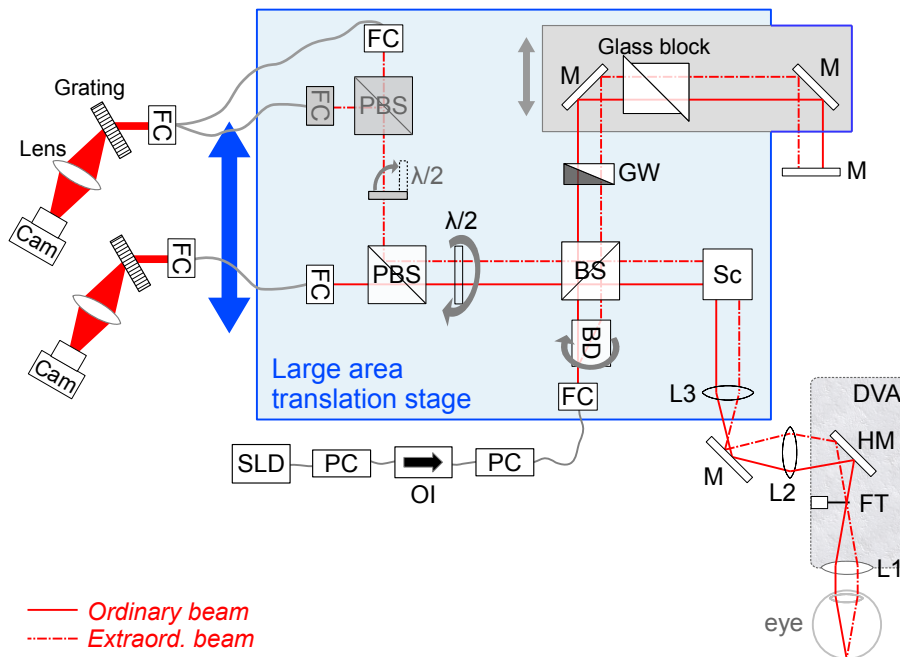 FC
Glass block
M
M
Grating
FC
PBS
FC
Lens
λ/2
GW
M
Cam
λ/2
FC
PBS
BS
Sc
FC
BD
Cam
Large area
translation stage
FC
L3
DVA
HM
SLD
PC
OI
PC
M
L2
FT
L1
Ordinary beam
Extraord. beam
eye